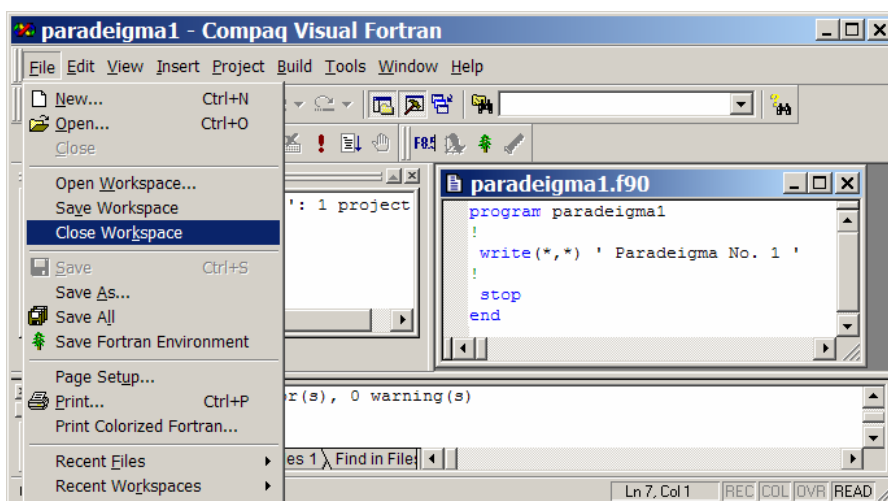 paradeigma1 - Compaq Visual Fortran
File Edit View Insert Project Build Tools Window Help
New... Ctrl+N
Open... Ctrl+O
Close
Open Workspace...
Save Workspace
Close Workspace
Save Ctrl+S
Save As...
Save All
Save Fortran Environment
Page Setup...
Print... Ctrl+P
Print Colorized Fortran...
Recent Files
Recent Workspaces
F8
': 1 project
paradeigma1.f90
program paradeigma1
!
write(*,*) ' Paradeigma No. 1 '
!
stop
end
r(s), 0 warning(s)
es 1 Find in File
Ln 7, Col 1 REC COL OVR READ